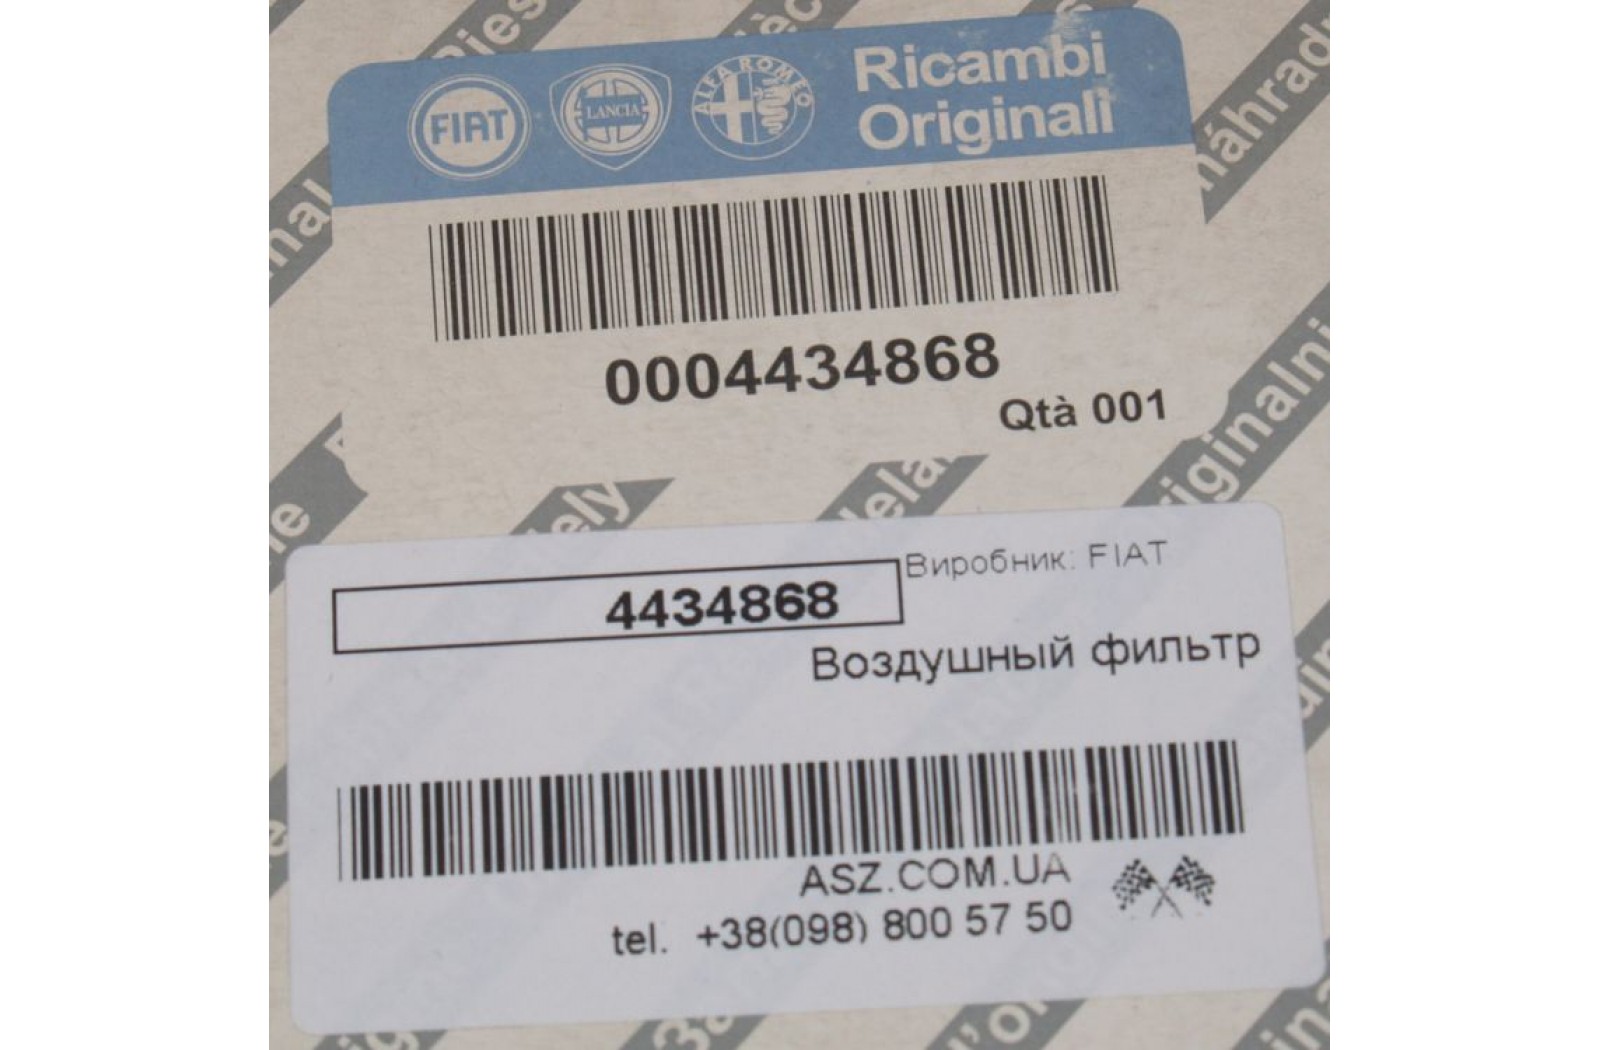 Pies
FIAT
LANCIA
ALFA ROMEO
Ricambi
Originali
0004434868
Qtà 001
4434868
Виробник: FIAT
Воздушный фильтр
ASZ.COM.UA
tel. +38(098) 800 57 50